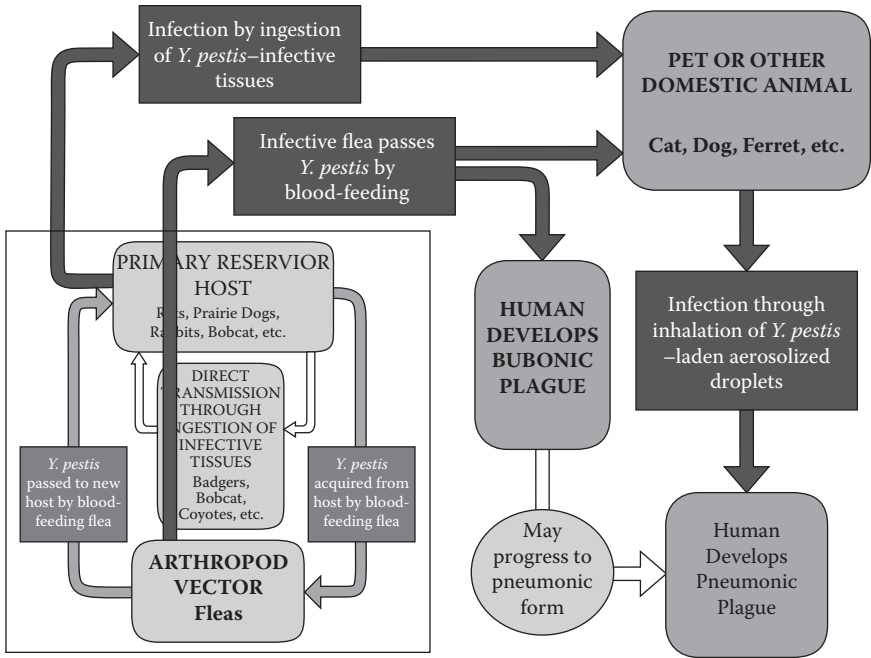 Infection by ingestion
of Y. pestis–infective
tissues
PET OR OTHER
DOMESTIC ANIMAL
Cat, Dog, Ferret, etc.
Infective flea passes
Y. pestis by
blood-feeding
PRIMARY RESERVIOR
HOST
Rats, Prairie Dogs,
Rabbits, Bobcat, etc.
DIRECT
TRANSMISSION
THROUGH
INGESTION OF
INFECTIVE
TISSUES
Badgers,
Bobcat,
Coyotes, etc.
Y. pestis
passed to new
host by blood-
feeding flea
Y. pestis
acquired from
host by blood-
feeding flea
ARTHROPOD
VECTOR
Fleas
HUMAN
DEVELOPS
BUBONIC
PLAGUE
Infection through
inhalation of Y. pestis
–laden aerosolized
droplets
May
progress to
pneumonic
form
Human
Develops
Pneumonic
Plague